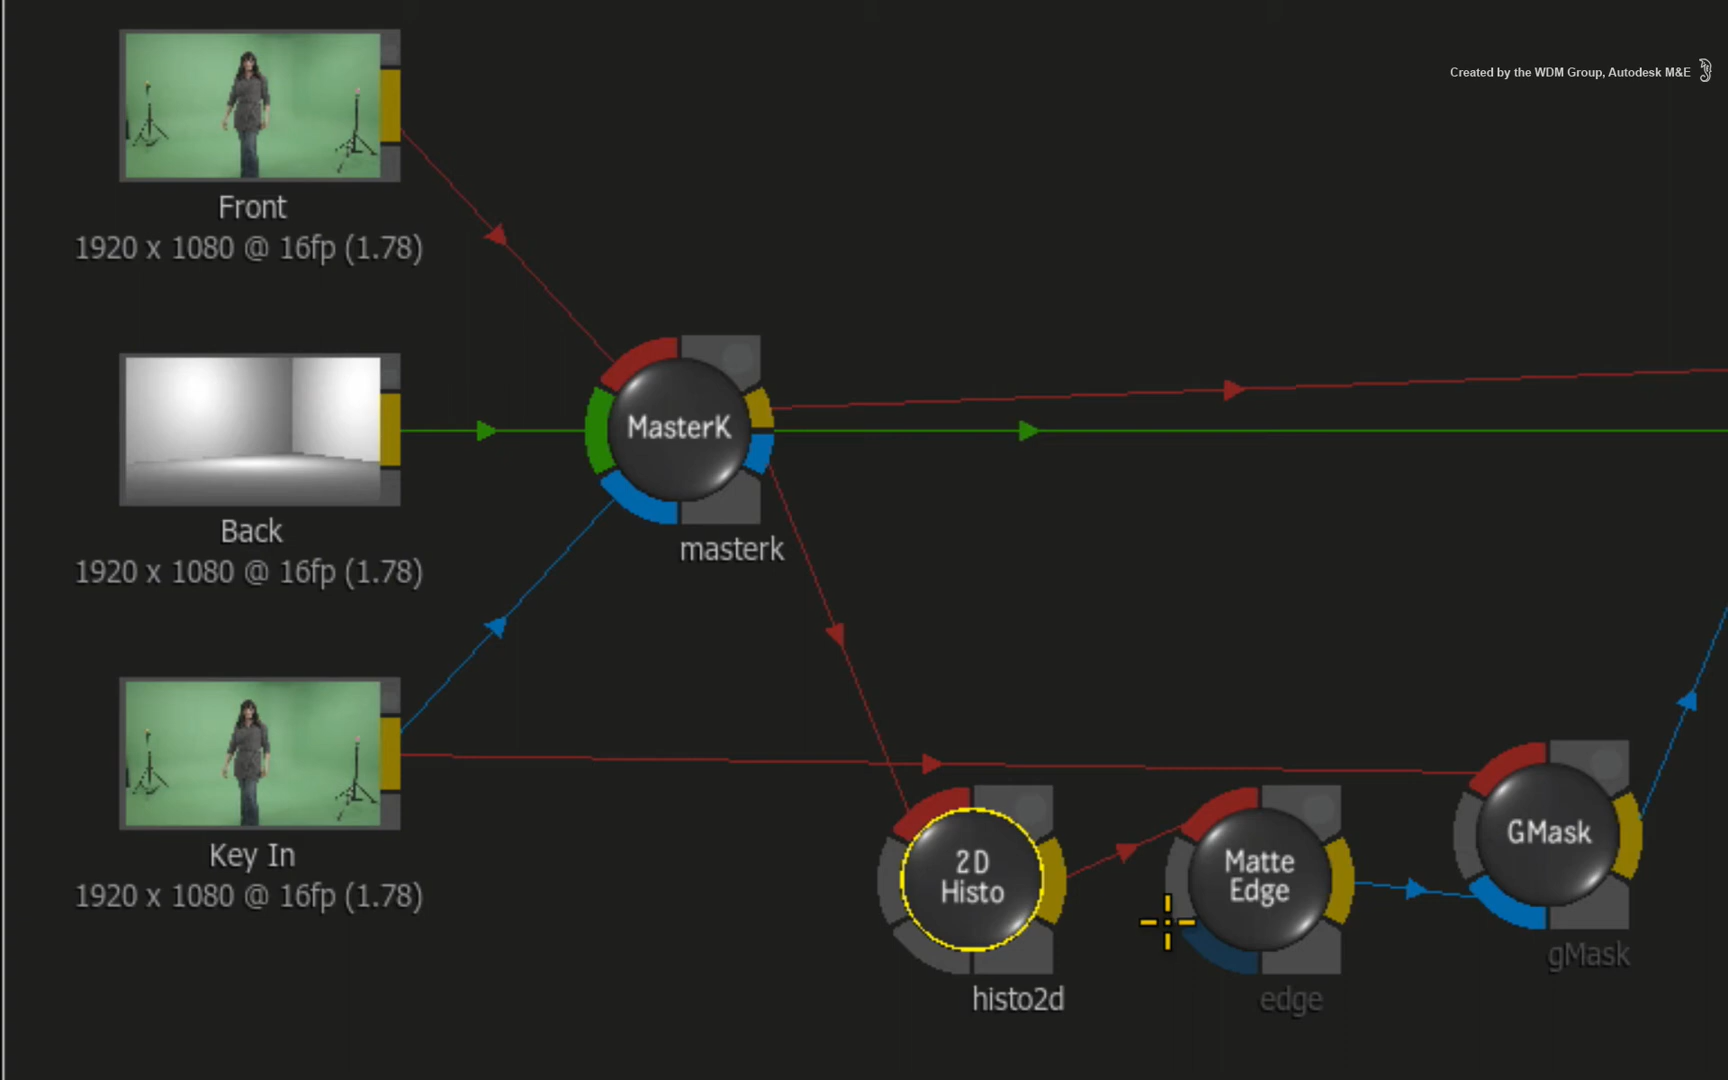 Created by the WDM Group, Autodesk M&E
Front
1920 x 1080 @ 16fp (1.78)
MasterK
masterk
Back
1920 x 1080 @ 16fp (1.78)
Key In
1920 x 1080 @ 16fp (1.78)
2D
Histo
histo2d
Matte
Edge
edge
GMask
gMask